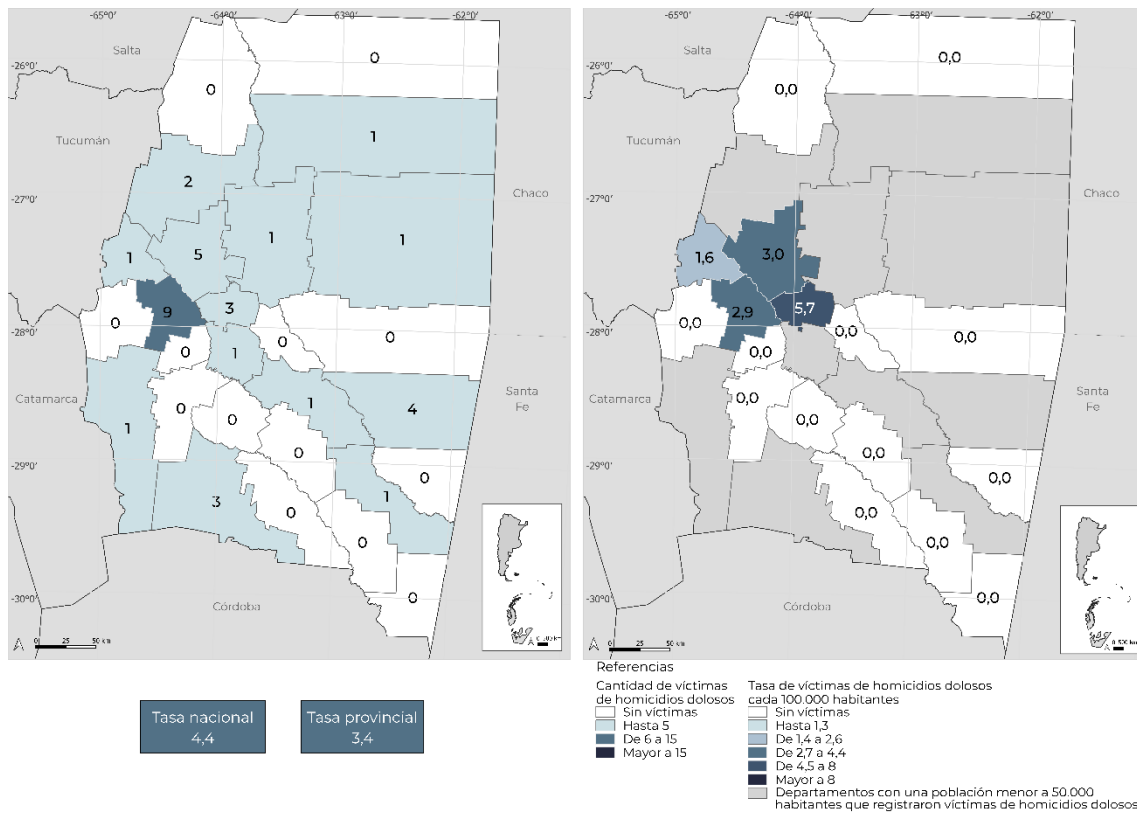 -65°0'
-64°0'
-63°0'
-62°0'
Salta
-26°0'
0
0
Tucumán
1
-27°0'
2
Chaco
1
5
1
1
9
3
0
0
0
-28°0'
0
1
Catamarca
1
0
0
1
4
Santa
Fe
-29°0'
0
0
3
1
0
0
-30°0'
0
Córdoba
0 25 50 km
-65°0'
-64°0'
-63°0'
-62°0'
Salta
-26°0'
0,0
0,0
Tucumán
-27°0'
Chaco
1,6
3,0
0,0
2,9
5,7
0,0
0,0
-28°0'
0,0
Catamarca
0,0
0,0
Santa
Fe
-29°0'
0,0
0,0
0,0
0,0
-30°0'
0,0
Córdoba
0 25 50 km
0 500 km
Tasa nacional
4,4
Tasa provincial
3,4
Referencias
Cantidad de víctimas
de homicidios dolosos
Sin víctimas
Hasta 5
De 6 a 15
Mayor a 15
Tasa de víctimas de homicidios dolosos
cada 100.000 habitantes
Sin víctimas
Hasta 1,3
De 1,4 a 2,6
De 2,7 a 4,4
De 4,5 a 8
Mayor a 8
Departamentos con una población menor a 50.000
habitantes que registraron víctimas de homicidios dolosos